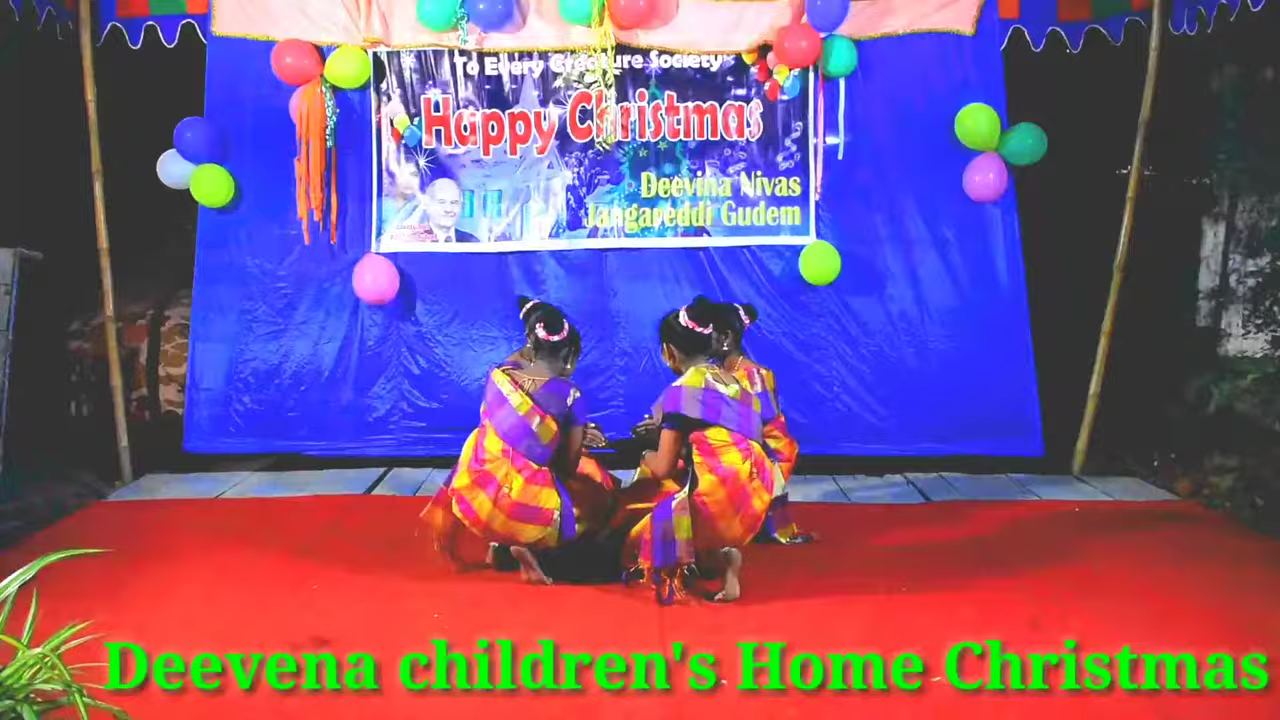 To Every Creature Society
Happy Christmas
Deevina Nivas
Jangareddi Gudem
Deevena children's Home Christmas